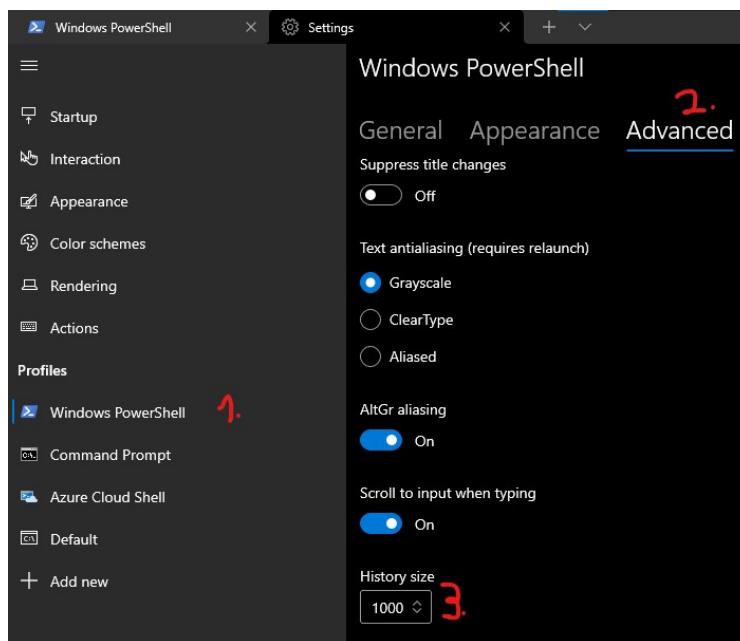 Windows PowerShell
Settings
Windows PowerShell
2.
General Appearance Advanced
Startup
Interaction
Appearance
Color schemes
Rendering
Actions
Profiles
Windows PowerShell 1.
Command Prompt
Azure Cloud Shell
Default
Add new
Suppress title changes
Off
Text antialiasing (requires relaunch)
Grayscale
ClearType
Aliased
AltGr aliasing
On
Scroll to input when typing
On
History size
1000 3.